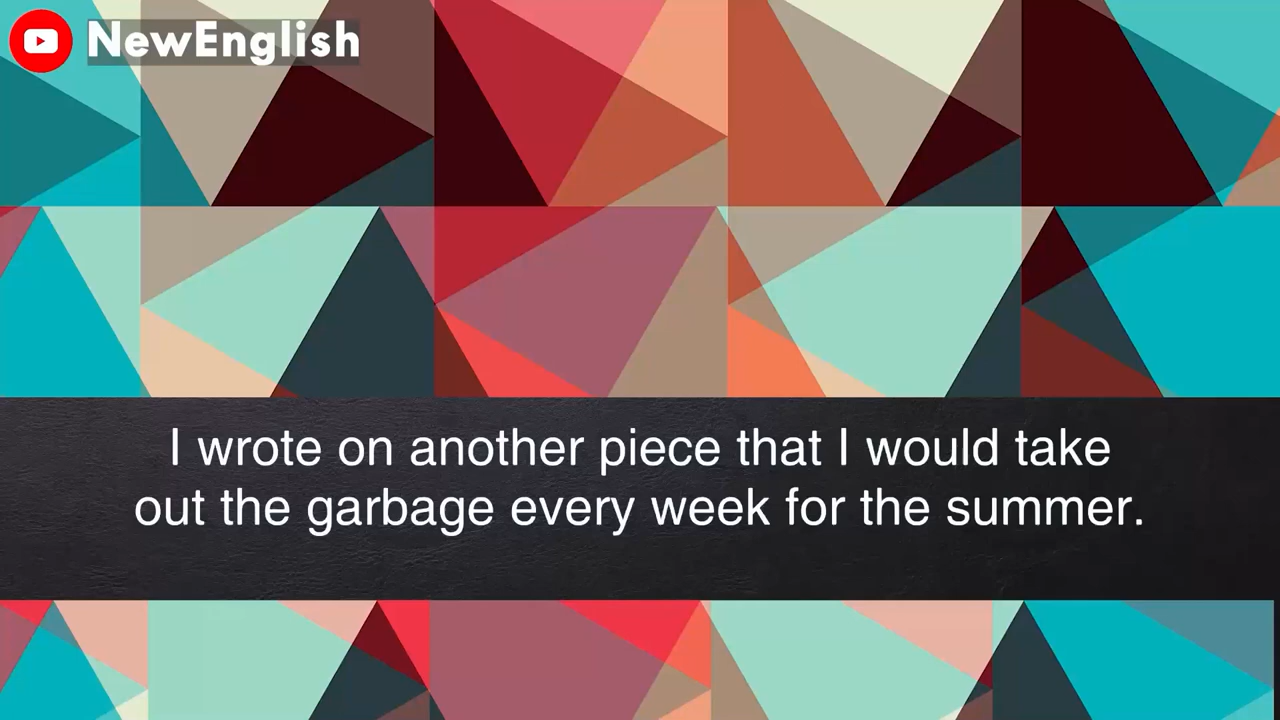 NewEnglish
I wrote on another piece that I would take
out the garbage every week for the summer.